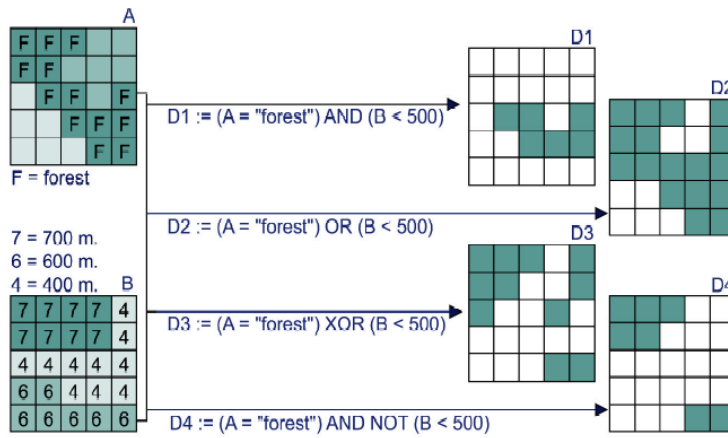 A
F F F
F F
F F F
F F F
F F
F = forest
D1
D1 := (A = "forest") AND (B < 500)
D2
D2 := (A = "forest") OR (B < 500)
7 = 700 m.
6 = 600 m.
4 = 400 m.
B
7 7 7 7 4
7 7 7 7 4
4 4 4 4 4
6 6 4 4 4
6 6 6 6 6
D3
D3 := (A = "forest") XOR (B < 500)
D4
D4 := (A = "forest") AND NOT (B < 500)